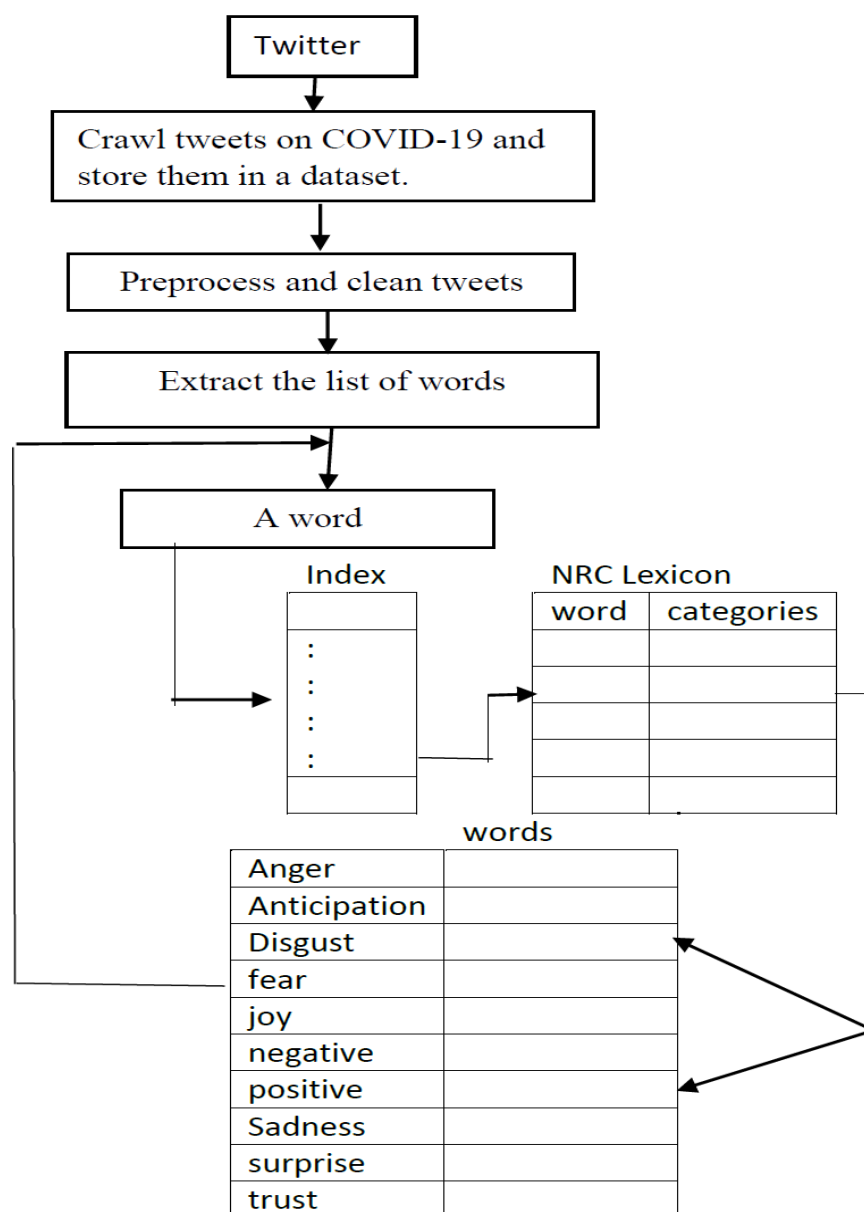 Twitter
Crawl tweets on COVID-19 and
store them in a dataset.
Preprocess and clean tweets
Extract the list of words
A word
Index
NRC Lexicon
word categories
:
:
:
:
words
Anger
Anticipation
Disgust
fear
joy
negative
positive
Sadness
surprise
trust